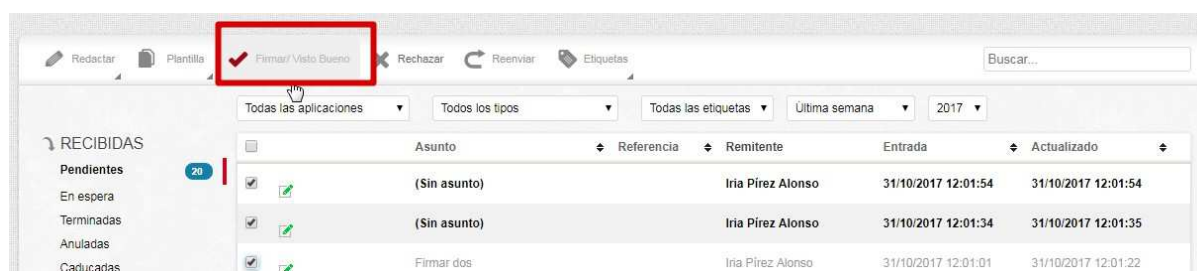 Redactar Plantilla Firmar/ Visto Bueno Rechazar Reenviar Etiquetas Buscar...
Todas las aplicaciones Todos los tipos Todas las etiquetas Última semana 2017
RECIBIDAS Asunto Referencia Remitente Entrada Actualizado
Pendientes 20 (Sin asunto) Iria Pírez Alonso 31/10/2017 12:01:54 31/10/2017 12:01:54
En espera
Terminadas (Sin asunto) Iria Pírez Alonso 31/10/2017 12:01:34 31/10/2017 12:01:35
Anuladas
Caducadas Firmar dos Iria Pírez Alonso 31/10/2017 12:01:01 31/10/2017 12:01:22